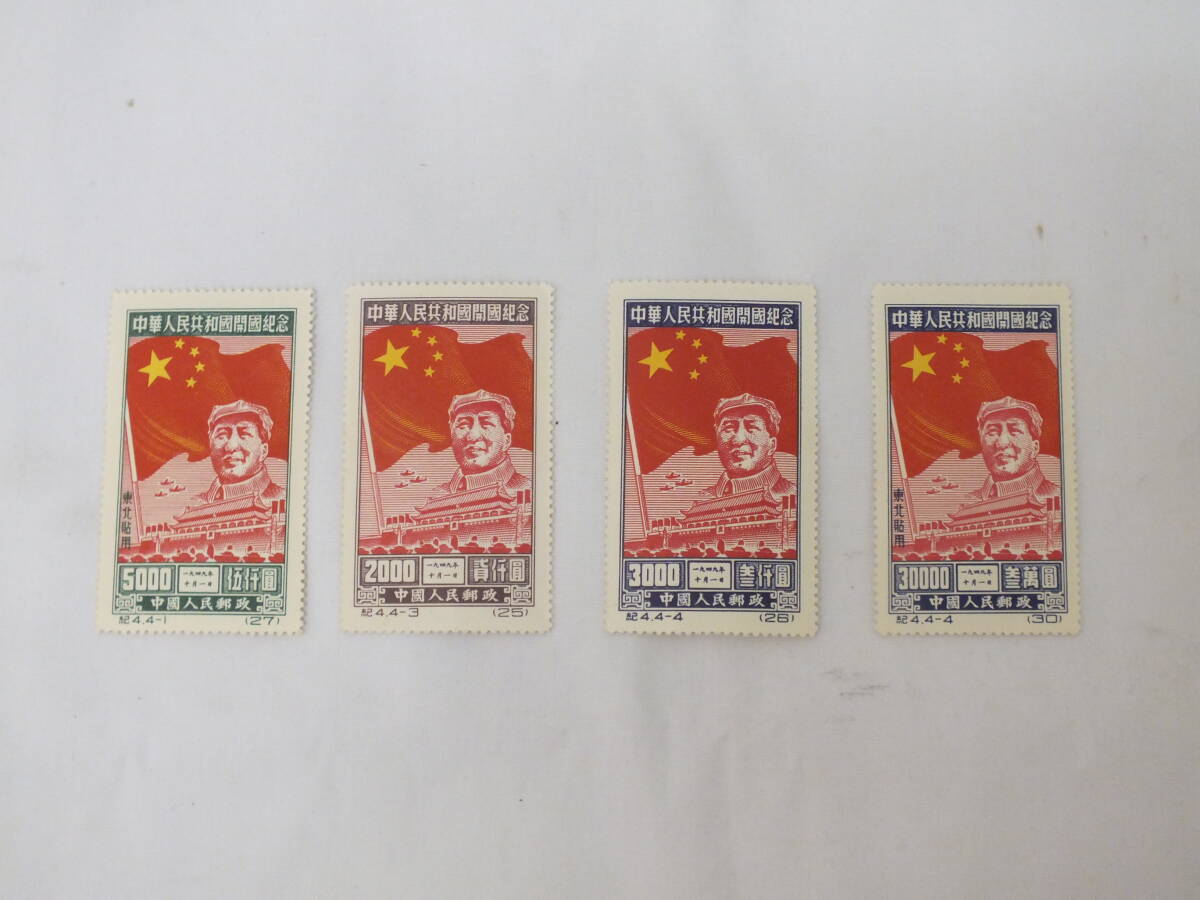 中華人民共和國開國紀念
東北貼用
5000 一九四九年十月一日 伍仟圓
中國人民郵政
紀4.4-1 (27)
中華人民共和國開國紀念
2000 一九四九年十月一日 貳仟圓
中國人民郵政
紀4.4-3 (25)
中華人民共和國開國紀念
3000 一九四九年十月一日 叁仟圓
中國人民郵政
紀4.4-4 (26)
中華人民共和國開國紀念
東北貼用
30000 一九四九年十月一日 叁萬圓
中國人民郵政
紀4.4-4 (30)